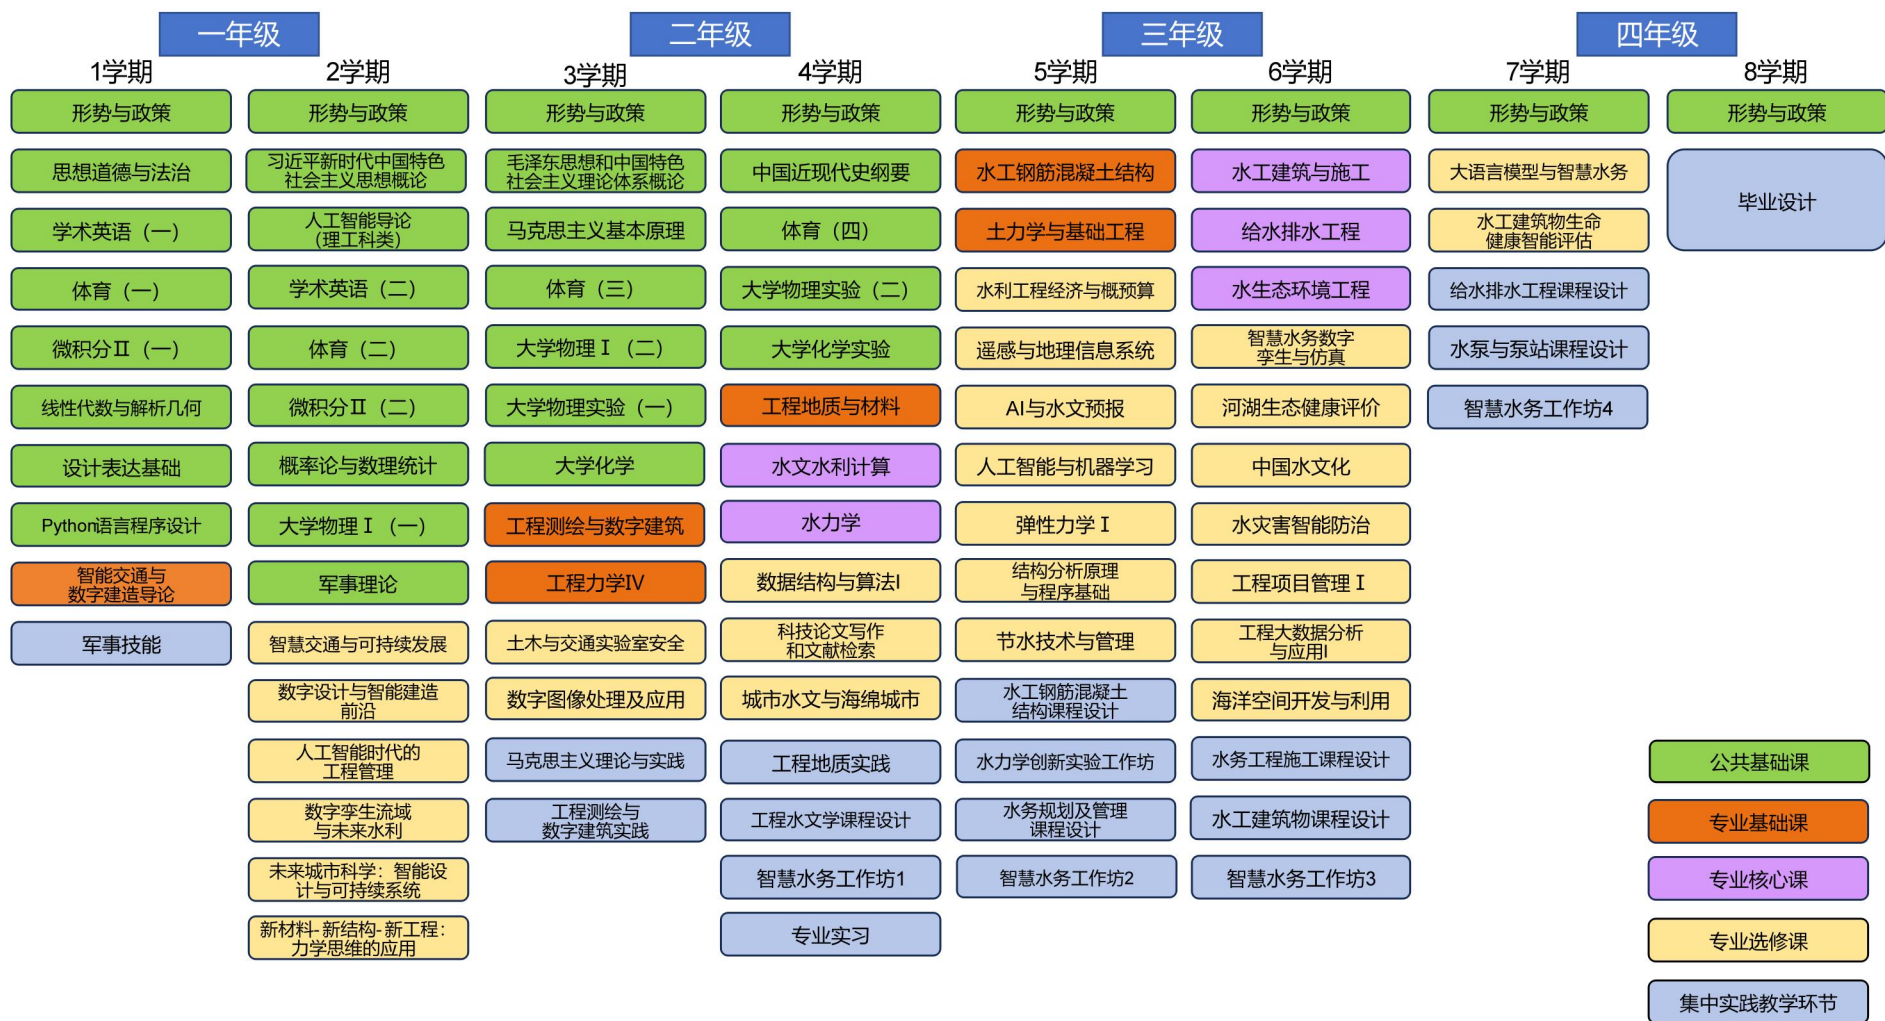 一年级
二年级
三年级
四年级
1学期
2学期
3学期
4学期
5学期
6学期
7学期
8学期
形势与政策
思想道德与法治
学术英语（一）
体育（一）
微积分Ⅱ（一）
线性代数与解析几何
设计表达基础
Python语言程序设计
智能交通与
数字建造导论
军事技能
形势与政策
习近平新时代中国特色
社会主义思想概论
人工智能导论
（理工科类）
学术英语（二）
体育（二）
微积分Ⅱ（二）
概率论与数理统计
大学物理Ⅰ（一）
军事理论
智慧交通与可持续发展
数字设计与智能建造
前沿
人工智能时代的
工程管理
数字孪生流域
与未来水利
未来城市科学：智能设
计与可持续系统
新材料-新结构-新工程：
力学思维的应用
形势与政策
毛泽东思想和中国特色
社会主义理论体系概论
马克思主义基本原理
体育（三）
大学物理Ⅰ（二）
大学物理实验（一）
大学化学
工程测绘与数字建筑
工程力学IV
土木与交通实验室安全
数字图像处理及应用
马克思主义理论与实践
工程测绘与
数字建筑实践
形势与政策
中国近现代史纲要
体育（四）
大学物理实验（二）
大学化学实验
工程地质与材料
水文水利计算
水力学
数据结构与算法I
科技论文写作
和文献检索
城市水文与海绵城市
工程地质实践
工程水文学课程设计
智慧水务工作坊1
专业实习
形势与政策
水工钢筋混凝土结构
土力学与基础工程
水利工程经济与概预算
遥感与地理信息系统
AI与水文预报
人工智能与机器学习
弹性力学Ⅰ
结构分析原理
与程序基础
节水技术与管理
水工钢筋混凝土
结构课程设计
水力学创新实验工作坊
水务规划及管理
课程设计
智慧水务工作坊2
形势与政策
水工建筑与施工
给水排水工程
水生态环境工程
智慧水务数字
孪生与仿真
河湖生态健康评价
中国水文化
水灾害智能防治
工程项目管理Ⅰ
工程大数据分析
与应用I
海洋空间开发与利用
水务工程施工课程设计
水工建筑物课程设计
智慧水务工作坊3
形势与政策
大语言模型与智慧水务
水工建筑物生命
健康智能评估
给水排水工程课程设计
水泵与泵站课程设计
智慧水务工作坊4
形势与政策
毕业设计
公共基础课
专业基础课
专业核心课
专业选修课
集中实践教学环节